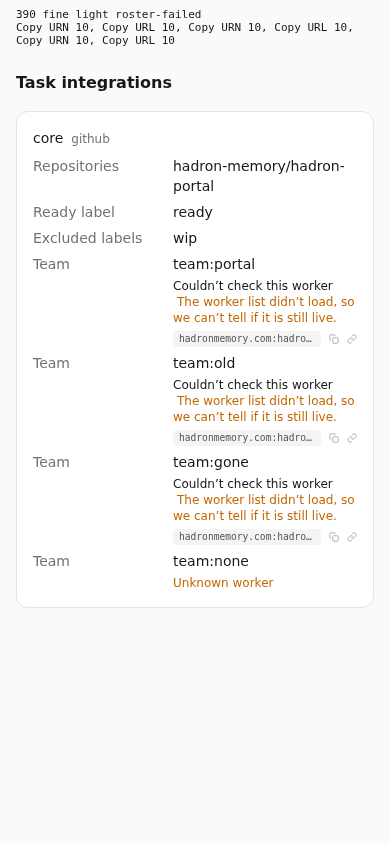 390 fine light roster-failed
Copy URN 10, Copy URL 10, Copy URN 10, Copy URL 10,
Copy URN 10, Copy URL 10
Task integrations
core github
Repositories hadron-memory/hadron-
portal
Ready label ready
Excluded labels wip
Team team:portal
Couldn’t check this worker
The worker list didn’t load, so
we can’t tell if it is still live.
hadronmemory.com:hadro…
Team team:old
Couldn’t check this worker
The worker list didn’t load, so
we can’t tell if it is still live.
hadronmemory.com:hadro…
Team team:gone
Couldn’t check this worker
The worker list didn’t load, so
we can’t tell if it is still live.
hadronmemory.com:hadro…
Team team:none
Unknown worker